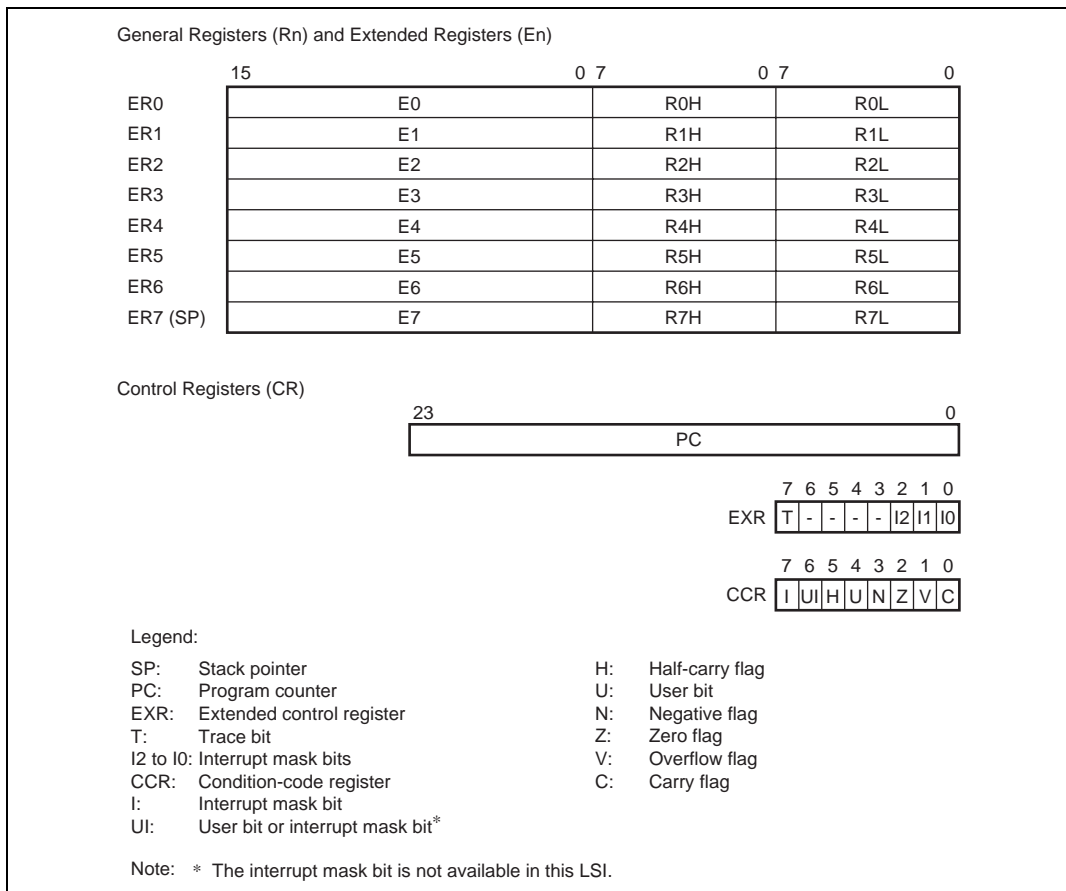 General Registers (Rn) and Extended Registers (En)
15 0 7 0 7 0
ER0 E0 R0H R0L
ER1 E1 R1H R1L
ER2 E2 R2H R2L
ER3 E3 R3H R3L
ER4 E4 R4H R4L
ER5 E5 R5H R5L
ER6 E6 R6H R6L
ER7 (SP) E7 R7H R7L
Control Registers (CR)
23 0
PC
7 6 5 4 3 2 1 0
EXR T - - - - I2 I1 I0
7 6 5 4 3 2 1 0
CCR I UI H U N Z V C
Legend:
SP: Stack pointer
PC: Program counter
EXR: Extended control register
T: Trace bit
I2 to I0: Interrupt mask bits
CCR: Condition-code register
I: Interrupt mask bit
UI: User bit or interrupt mask bit*
H: Half-carry flag
U: User bit
N: Negative flag
Z: Zero flag
V: Overflow flag
C: Carry flag
Note: * The interrupt mask bit is not available in this LSI.